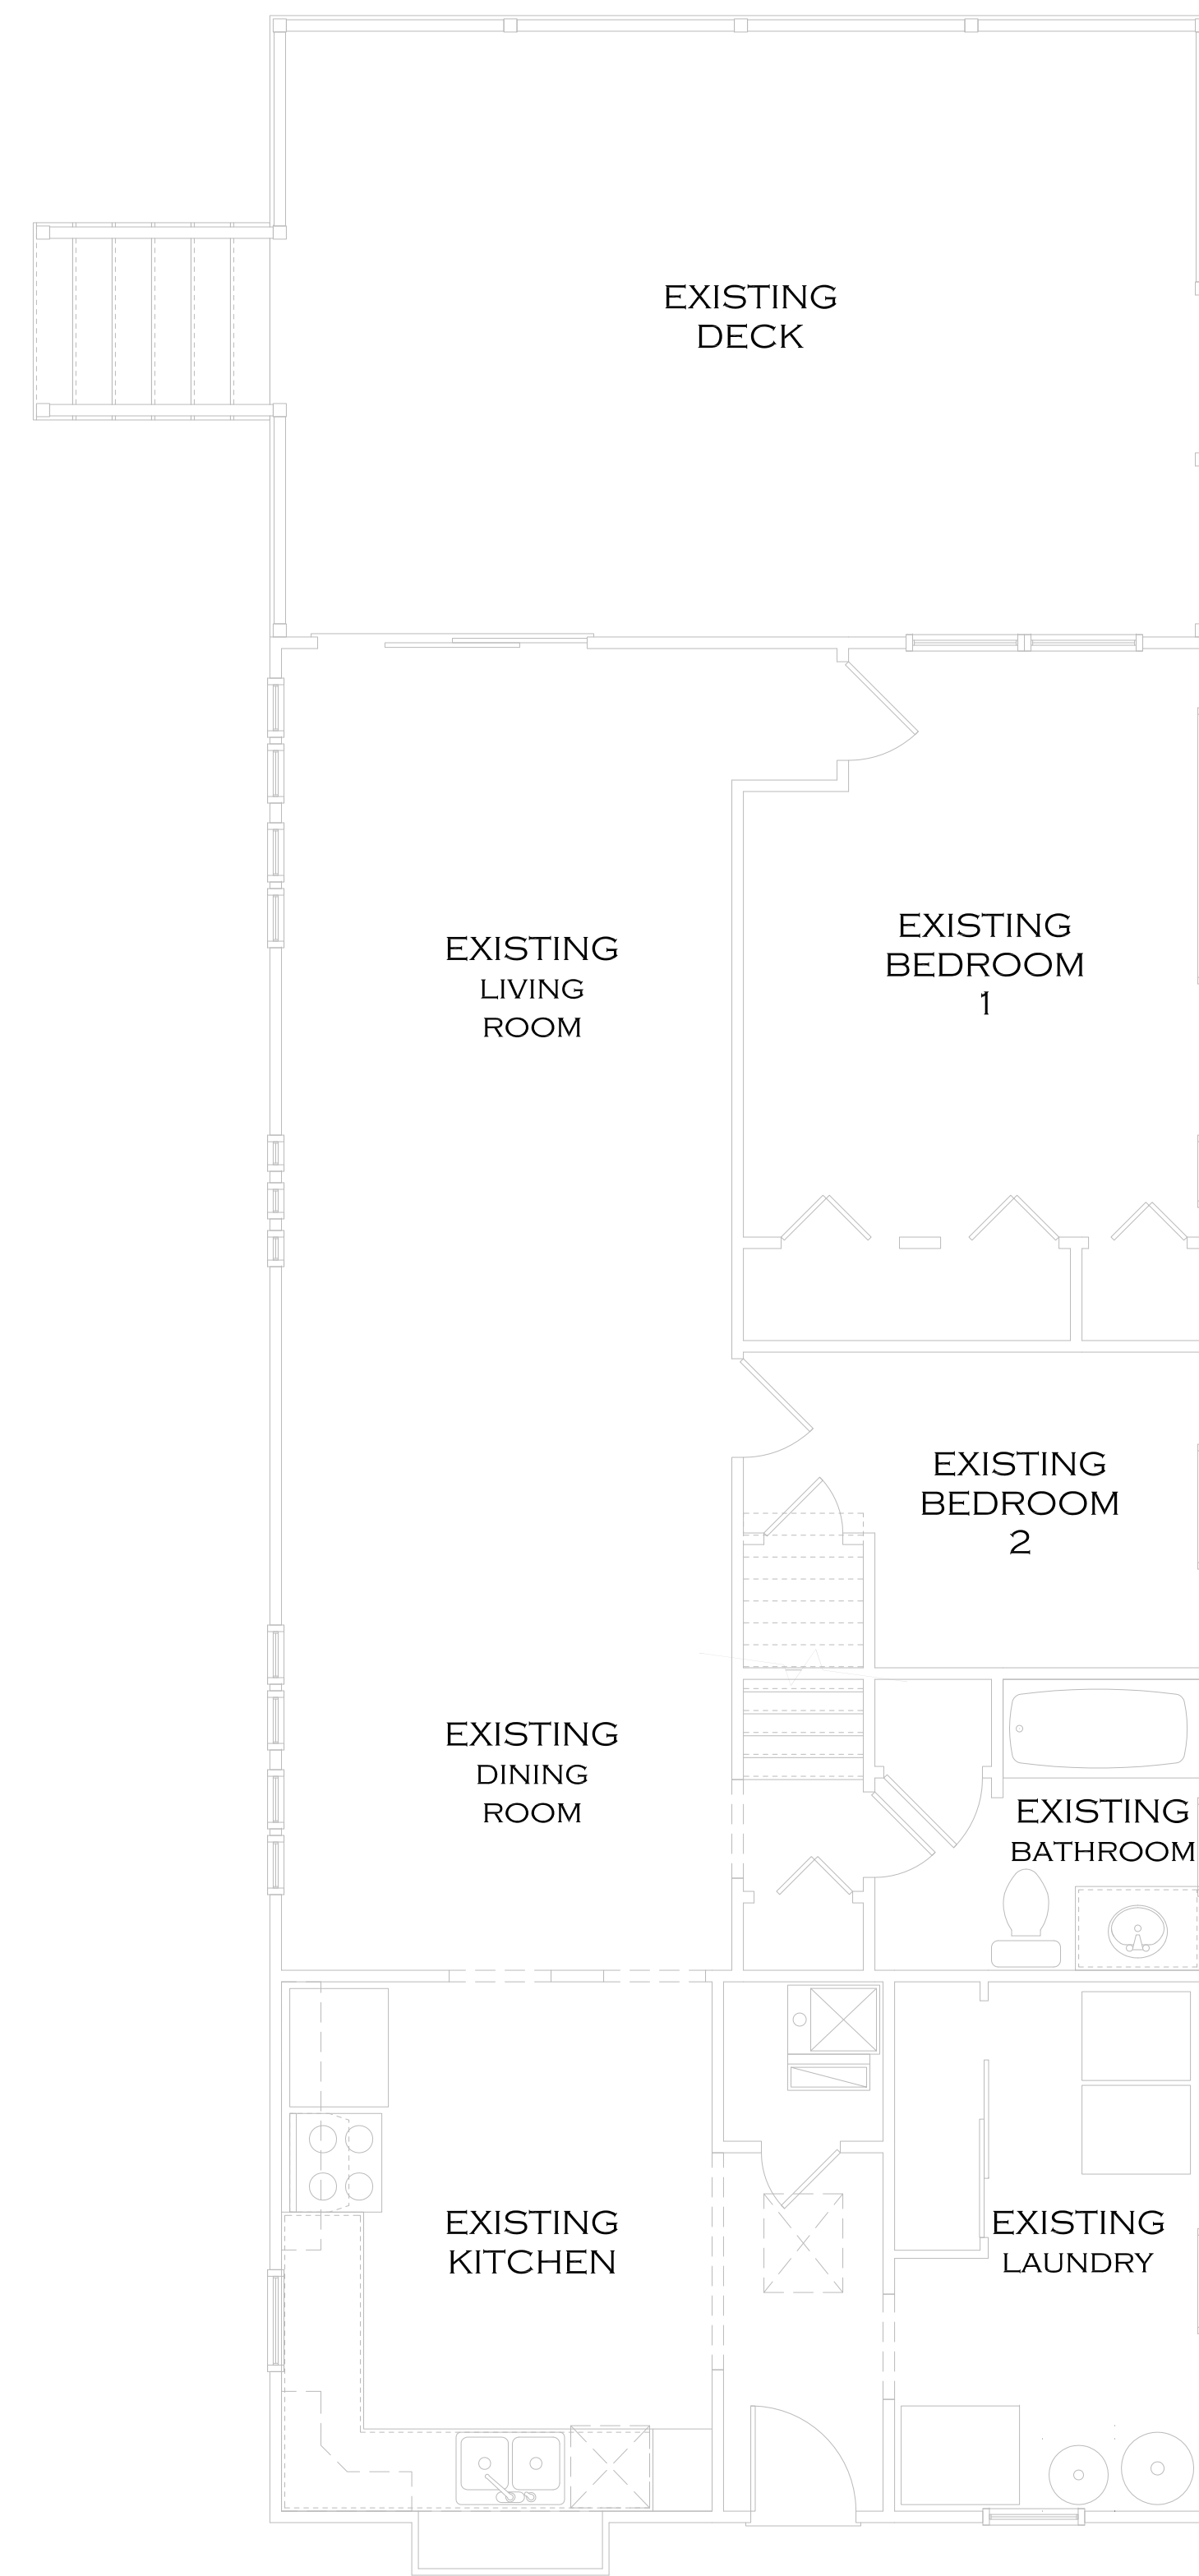 EXISTING
DECK
EXISTING
LIVING
ROOM
EXISTING
BEDROOM
1
EXISTING
BEDROOM
2
EXISTING
DINING
ROOM
EXISTING
BATHROOM
EXISTING
KITCHEN
EXISTING
LAUNDRY